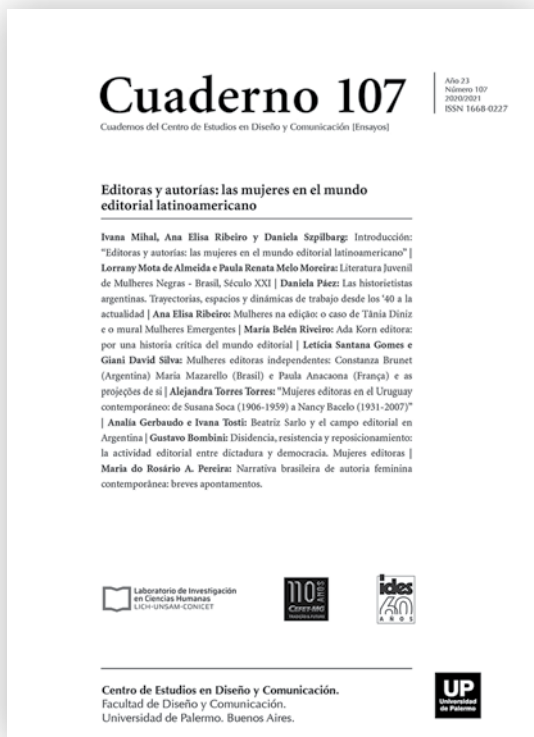 Cuaderno 107
Cuadernos del Centro de Estudios en Diseño y Comunicación [Ensayos]
Año 23
Número 107
2020/2021
ISSN 1668-0227
Editoras y autorías: las mujeres en el mundo
editorial latinoamericano
Ivana Mihal, Ana Elisa Ribeiro y Daniela Szpilbarg: Introducción:
“Editoras y autorías: las mujeres en el mundo editorial latinoamericano” |
Lorrany Mota de Almeida e Paula Renata Melo Moreira: Literatura Juvenil
de Mulheres Negras - Brasil, Século XXI | Daniela Páez: Las historietistas
argentinas. Trayectorias, espacios y dinámicas de trabajo desde los ‘40 a la
actualidad | Ana Elisa Ribeiro: Mulheres na edição: o caso de Tânia Diniz
e o mural Mulheres Emergentes | María Belén Riveiro: Ada Korn editora:
por una historia crítica del mundo editorial | Letícia Santana Gomes e
Giani David Silva: Mulheres editoras independentes: Constanza Brunet
(Argentina) Maria Mazarello (Brasil) e Paula Anacaona (França) e as
projeções de si | Alejandra Torres Torres: “Mujeres editoras en el Uruguay
contemporáneo: de Susana Soca (1906-1959) a Nancy Bacelo (1931-2007)”
| Analía Gerbaudo e Ivana Tosti: Beatriz Sarlo y el campo editorial en
Argentina | Gustavo Bombini: Disidencia, resistencia y reposicionamiento:
la actividad editorial entre dictadura y democracia. Mujeres editoras |
Maria do Rosário A. Pereira: Narrativa brasileira de autoria feminina
contemporânea: breves apontamentos.
Laboratorio de Investigación
en Ciencias Humanas
LICH-UNSAM-CONICET
110 ANOS
CEFET-MG
TRADIÇÃO & FUTURO
ides
60
AÑOS
Centro de Estudios en Diseño y Comunicación.
Facultad de Diseño y Comunicación.
Universidad de Palermo. Buenos Aires.
UP
Universidad
de Palermo